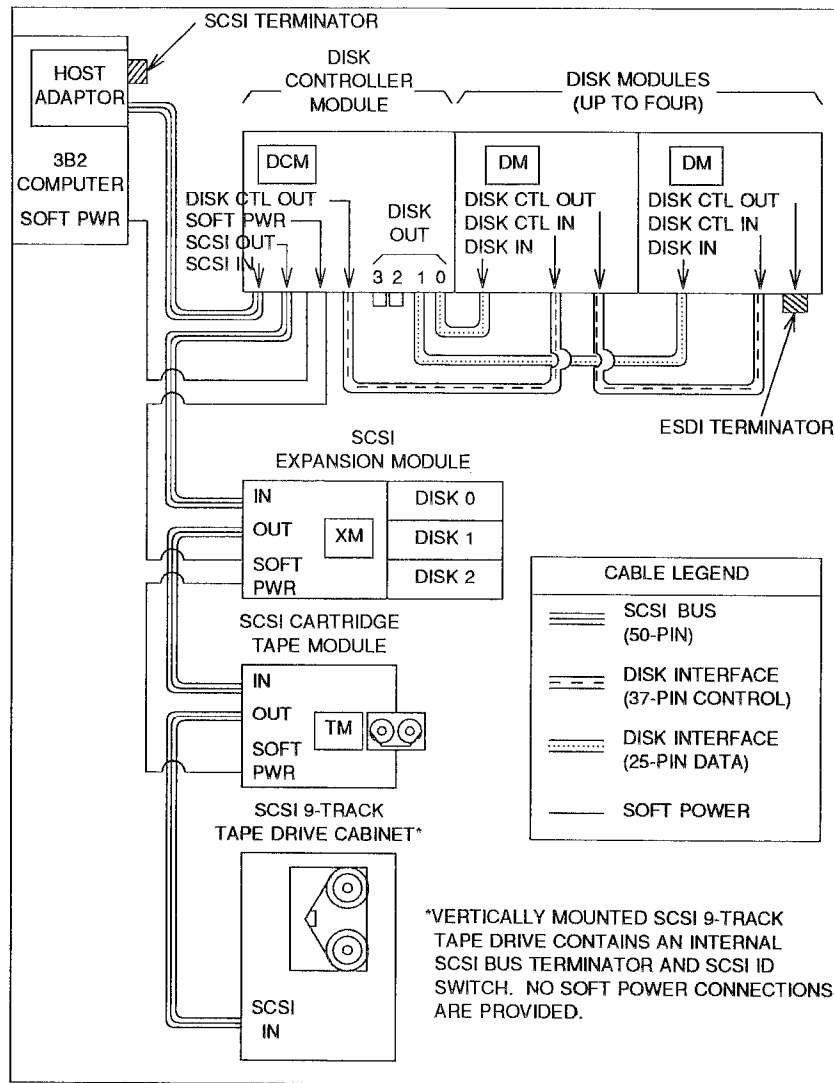 SCSI TERMINATOR
HOST
ADAPTOR
3B2
COMPUTER
SOFT PWR
DISK
CONTROLLER
MODULE
DISK MODULES
(UP TO FOUR)
DCM
DISK CTL OUT
SOFT PWR
SCSI OUT
SCSI IN
DISK
OUT
3 2 1 0
DM
DISK CTL OUT
DISK CTL IN
DISK IN
DM
DISK CTL OUT
DISK CTL IN
DISK IN
ESDI TERMINATOR
SCSI
EXPANSION MODULE
IN
OUT
SOFT
PWR
XM
DISK 0
DISK 1
DISK 2
SCSI CARTRIDGE
TAPE MODULE
IN
OUT
SOFT
PWR
TM
SCSI 9-TRACK
TAPE DRIVE CABINET*
SCSI
IN
CABLE LEGEND
SCSI BUS
(50-PIN)
DISK INTERFACE
(37-PIN CONTROL)
DISK INTERFACE
(25-PIN DATA)
SOFT POWER
*VERTICALLY MOUNTED SCSI 9-TRACK
TAPE DRIVE CONTAINS AN INTERNAL
SCSI BUS TERMINATOR AND SCSI ID
SWITCH. NO SOFT POWER CONNECTIONS
ARE PROVIDED.